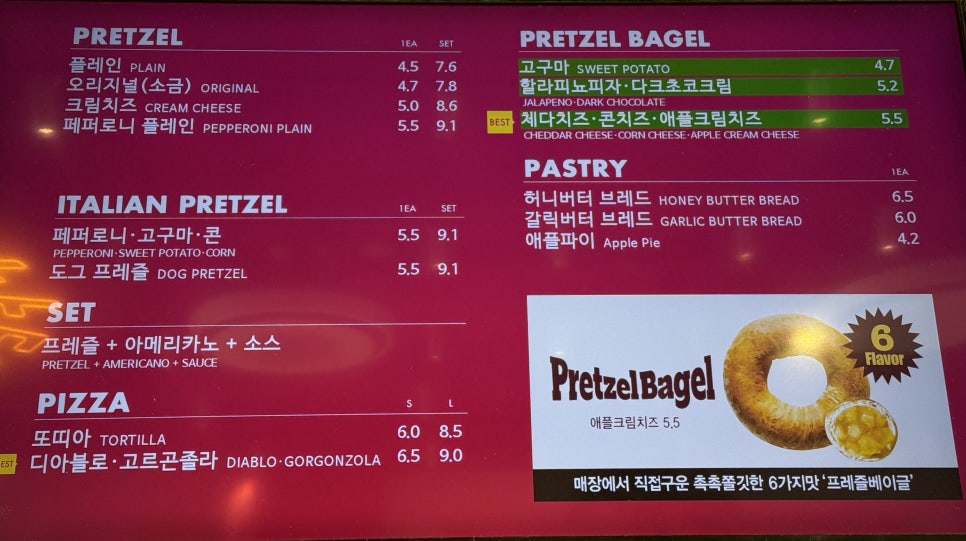 PRETZEL 1EA SET
플레인 PLAIN 4.5 7.6
오리지널(소금) ORIGINAL 4.7 7.8
크림치즈 CREAM CHEESE 5.0 8.6
페퍼로니 플레인 PEPPERONI PLAIN 5.5 9.1
ITALIAN PRETZEL 1EA SET
페퍼로니·고구마·콘 5.5 9.1
PEPPERONI·SWEET POTATO·CORN
도그 프레즐 DOG PRETZEL 5.5 9.1
SET
프레즐 + 아메리카노 + 소스
PRETZEL + AMERICANO + SAUCE
PIZZA S L
또띠아 TORTILLA 6.0 8.5
EST 디아블로·고르곤졸라 DIABLO·GORGONZOLA 6.5 9.0
PRETZEL BAGEL
고구마 SWEET POTATO 4.7
할라피뇨피자·다크초코크림 5.2
JALAPENO·DARK CHOCOLATE
BEST 체다치즈·콘치즈·애플크림치즈 5.5
CHEDDAR CHEESE·CORN CHEESE·APPLE CREAM CHEESE
PASTRY 1EA
허니버터 브레드 HONEY BUTTER BREAD 6.5
갈릭버터 브레드 GARLIC BUTTER BREAD 6.0
애플파이 Apple Pie 4.2
6
Flavor
Pretzel Bagel
애플크림치즈 5.5
매장에서 직접구운 촉촉쫄깃한 6가지맛 '프레즐베이글'